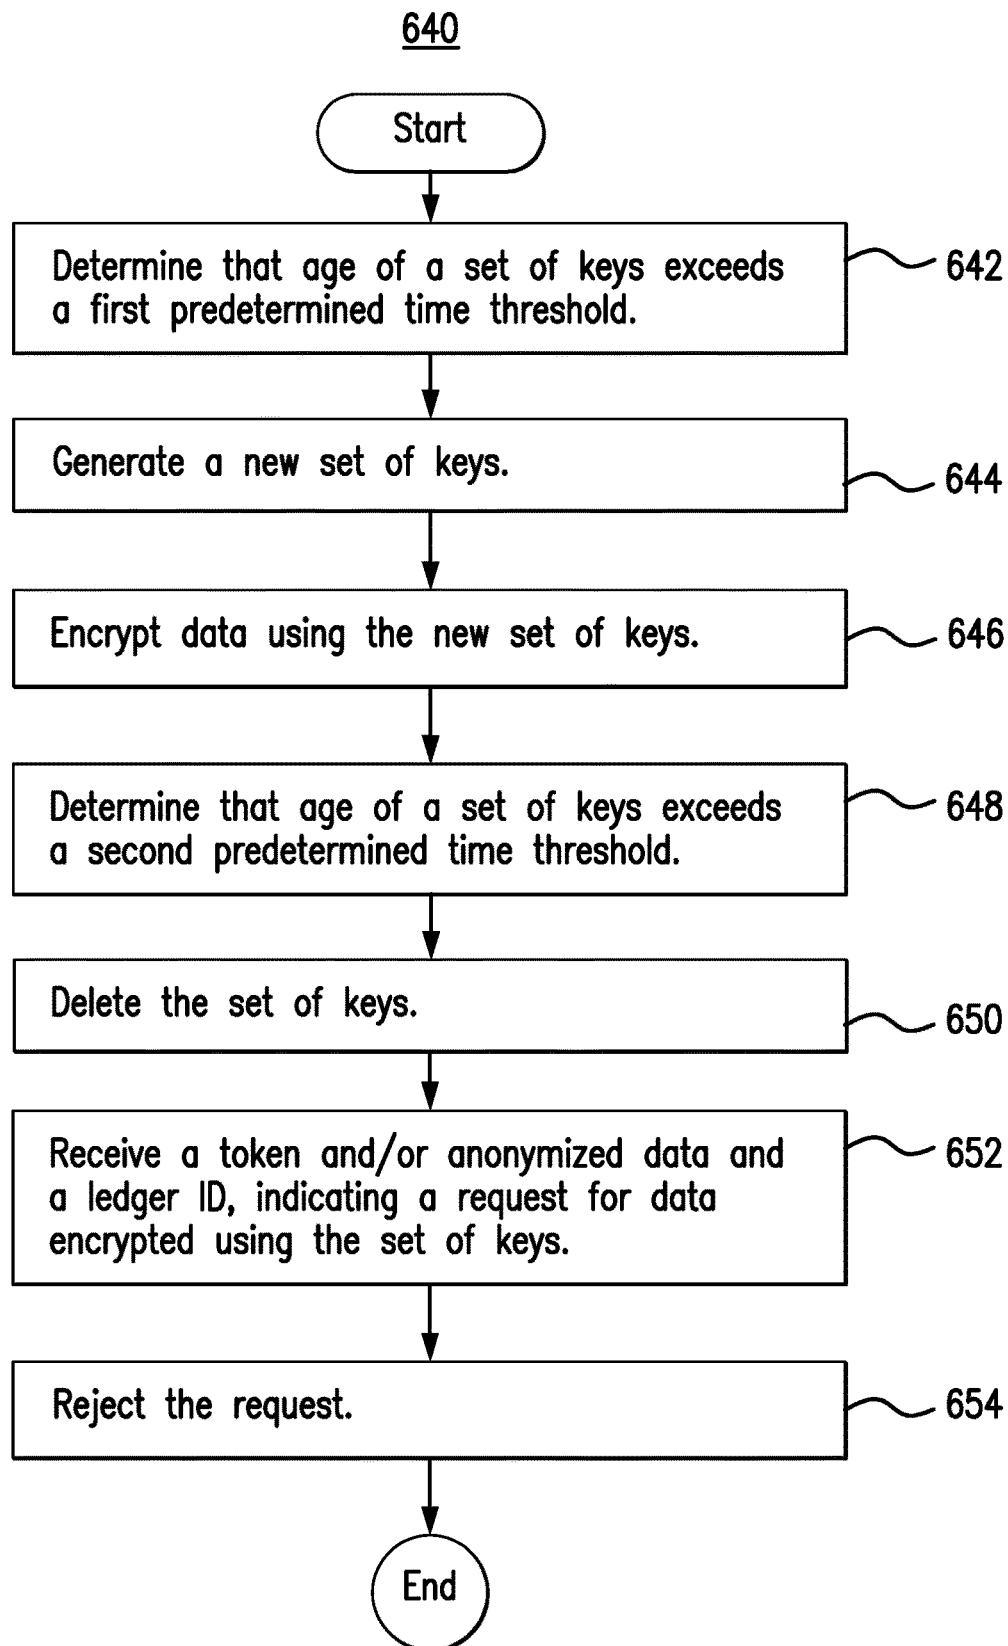 640
Start
Determine that age of a set of keys exceeds
a first predetermined time threshold.
642
Generate a new set of keys.
644
Encrypt data using the new set of keys.
646
Determine that age of a set of keys exceeds
a second predetermined time threshold.
648
Delete the set of keys.
650
Receive a token and/or anonymized data and
a ledger ID, indicating a request for data
encrypted using the set of keys.
652
Reject the request.
654
End